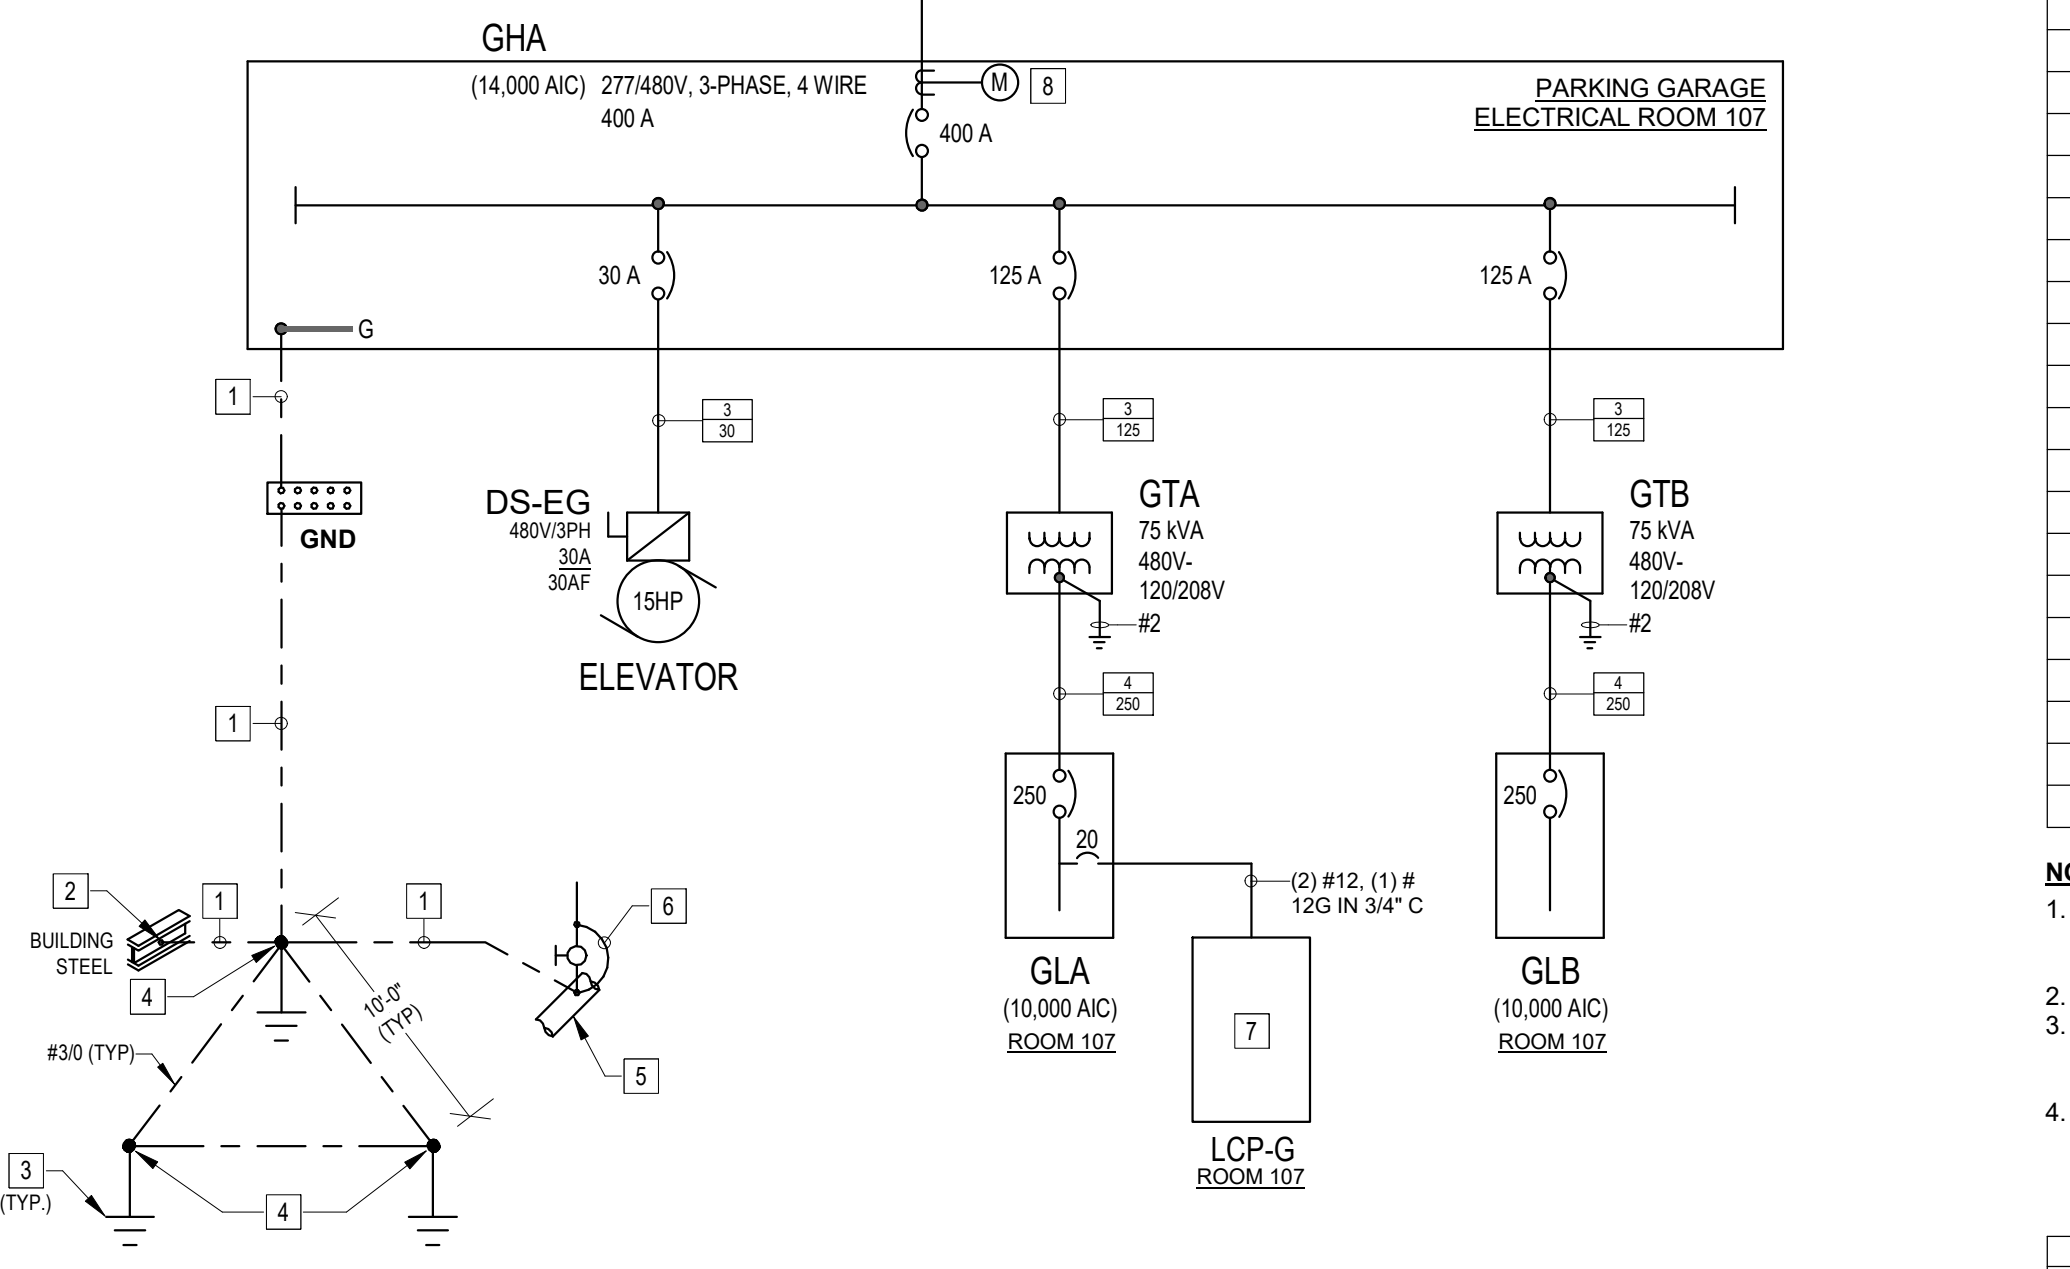 GHA
(14,000 AIC) 277/480V, 3-PHASE, 4 WIRE
400 A
M
8
PARKING GARAGE
ELECTRICAL ROOM 107
400 A
30 A
125 A
125 A
G
1
3
30
3
125
3
125
GND
DS-EG
480V/3PH
30A
30AF
15HP
ELEVATOR
GTA
75 kVA
480V-
120/208V
#2
GTB
75 kVA
480V-
120/208V
#2
1
4
250
4
250
250
20
250
(2) #12, (1) #
12G IN 3/4" C
2
1
1
6
BUILDING
STEEL
4
10'-0"
(TYP)
#3/0 (TYP)
5
3
(TYP.)
4
GLA
(10,000 AIC)
ROOM 107
7
LCP-G
ROOM 107
GLB
(10,000 AIC)
ROOM 107
1.
2.
3.
4.